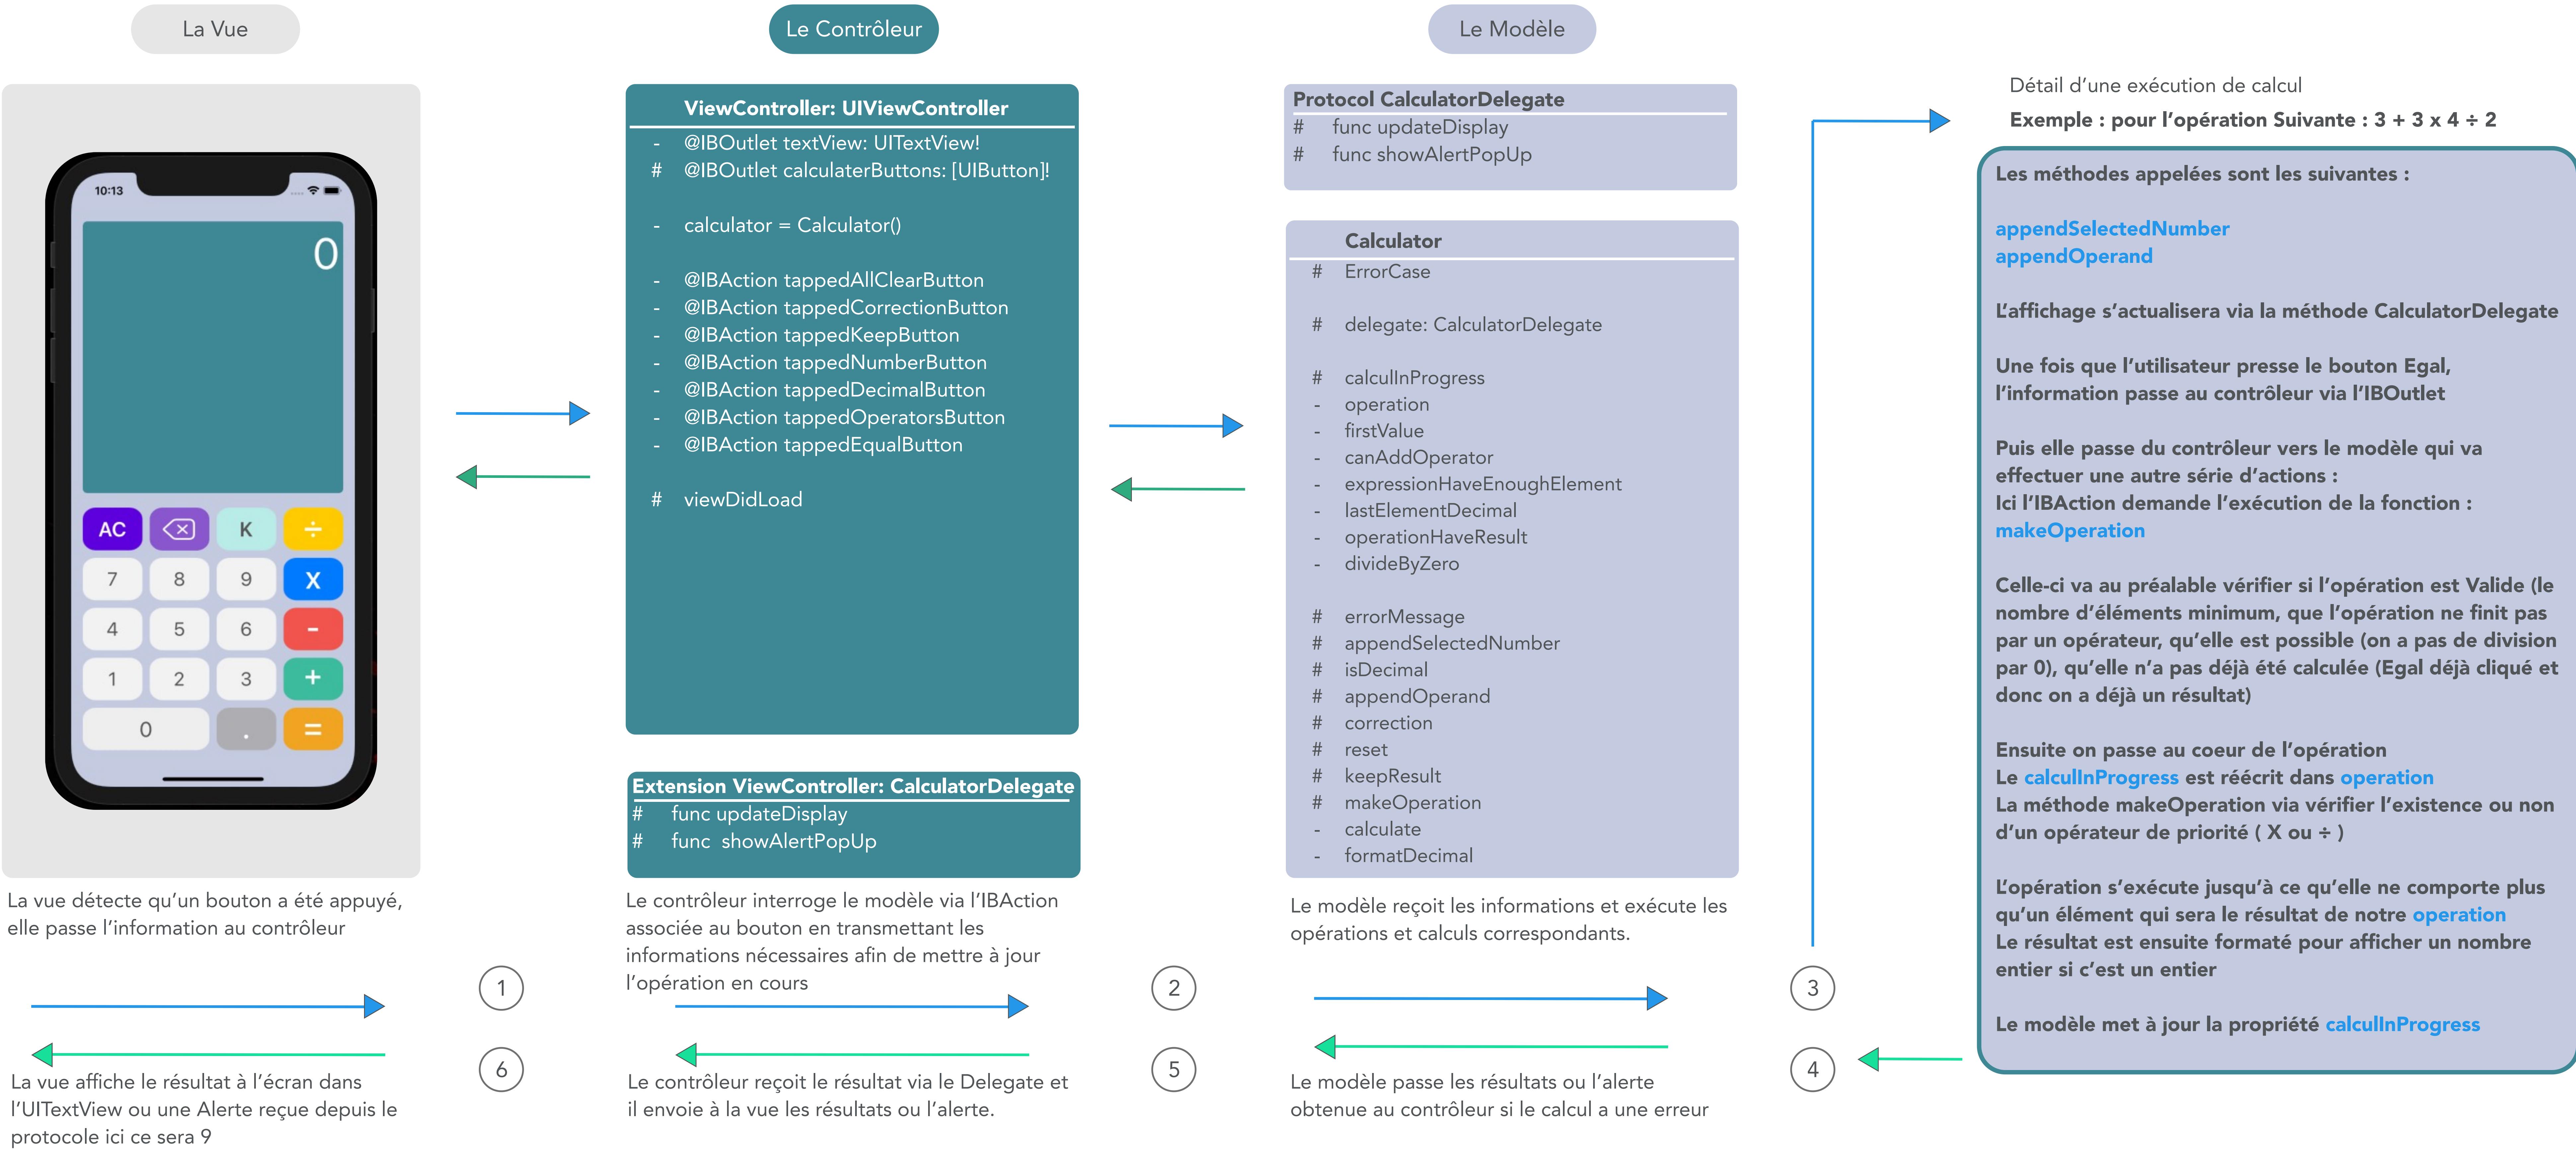 La Vue
Le Contrôleur
Le Modèle
10:13
0
AC
K
÷
7
8
9
X
4
5
6
-
1
2
3
+
0
.
=
La vue détecte qu’un bouton a été appuyé,
elle passe l’information au contrôleur
La vue affiche le résultat à l’écran dans
l’UITextView ou une Alerte reçue depuis le
protocole ici ce sera 9
1
6
ViewController: UIViewController
- @IBOutlet textView: UITextView!
# @IBOutlet calculaterButtons: [UIButton]!
- calculator = Calculator()
- @IBAction tappedAllClearButton
- @IBAction tappedCorrectionButton
- @IBAction tappedKeepButton
- @IBAction tappedNumberButton
- @IBAction tappedDecimalButton
- @IBAction tappedOperatorsButton
- @IBAction tappedEqualButton
# viewDidLoad
Extension ViewController: CalculatorDelegate
# func updateDisplay
# func showAlertPopUp
Le contrôleur interroge le modèle via l’IBAction
associée au bouton en transmettant les
informations nécessaires afin de mettre à jour
l’opération en cours
Le contrôleur reçoit le résultat via le Delegate et
il envoie à la vue les résultats ou l’alerte.
2
5
Protocol CalculatorDelegate
# func updateDisplay
# func showAlertPopUp
Calculator
# ErrorCase
# delegate: CalculatorDelegate
# calculInProgress
- operation
- firstValue
- canAddOperator
- expressionHaveEnoughElement
- lastElementDecimal
- operationHaveResult
- divideByZero
# errorMessage
# appendSelectedNumber
# isDecimal
# appendOperand
# correction
# reset
# keepResult
# makeOperation
- calculate
- formatDecimal
Le modèle reçoit les informations et exécute les
opérations et calculs correspondants.
Le modèle passe les résultats ou l’alerte
obtenue au contrôleur si le calcul a une erreur
3
4
Détail d’une exécution de calcul
Exemple : pour l’opération Suivante : 3 + 3 x 4 ÷ 2
Les méthodes appelées sont les suivantes :
appendSelectedNumber
appendOperand
L’affichage s’actualisera via la méthode CalculatorDelegate
Une fois que l’utilisateur presse le bouton Egal,
l’information passe au contrôleur via l’IBOutlet
Puis elle passe du contrôleur vers le modèle qui va
effectuer une autre série d’actions :
Ici l’IBAction demande l’exécution de la fonction :
makeOperation
Celle-ci va au préalable vérifier si l’opération est Valide (le
nombre d’éléments minimum, que l’opération ne finit pas
par un opérateur, qu’elle est possible (on a pas de division
par 0), qu’elle n’a pas déjà été calculée (Egal déjà cliqué et
donc on a déjà un résultat)
Ensuite on passe au coeur de l’opération
Le calculInProgress est réécrit dans operation
La méthode makeOperation via vérifier l’existence ou non
d’un opérateur de priorité ( X ou ÷ )
L’opération s’exécute jusqu’à ce qu’elle ne comporte plus
qu’un élément qui sera le résultat de notre operation
Le résultat est ensuite formaté pour afficher un nombre
entier si c’est un entier
Le modèle met à jour la propriété calculInProgress